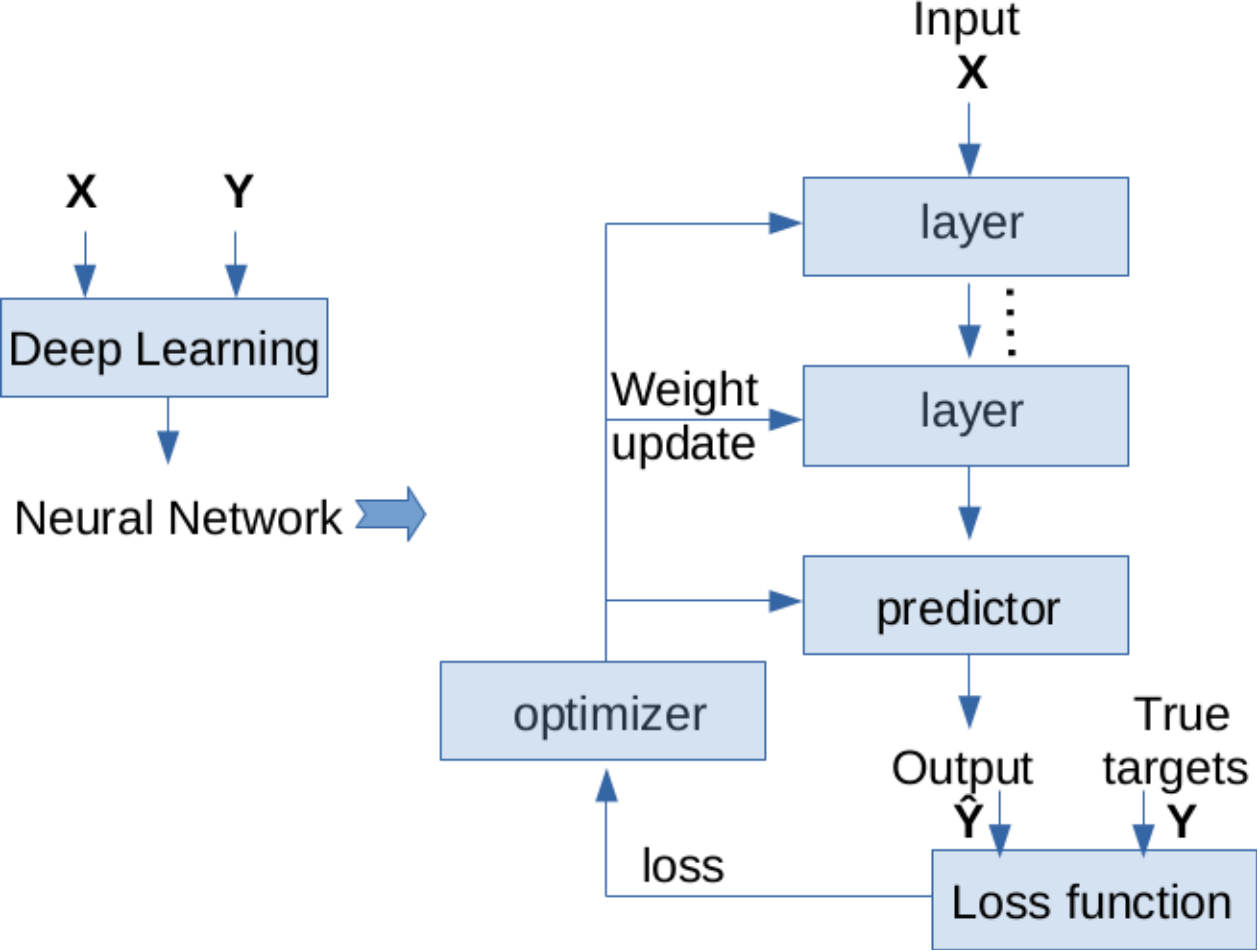 X
Y
Deep Learning
Neural Network
Input
X
layer
layer
Weight
update
predictor
optimizer
Output
Ŷ
True
targets
Y
loss
Loss function